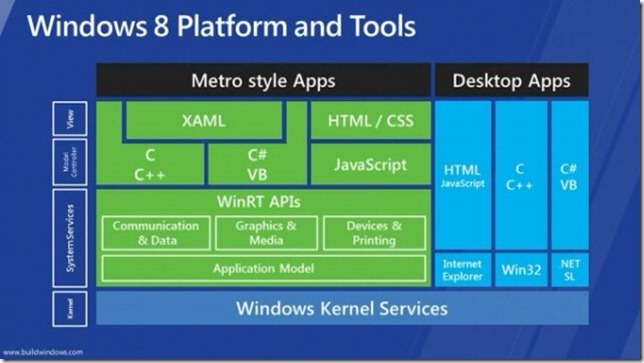 Windows 8 Platform and Tools
Metro style Apps
Desktop Apps
View
Model
Controller
System Services
Kernel
XAML
HTML / CSS
C
C++
C#
VB
JavaScript
HTML
JavaScript
C
C++
C#
VB
WinRT APIs
Communication
& Data
Graphics &
Media
Devices &
Printing
Application Model
Internet
Explorer
Win32
.NET
SL
Windows Kernel Services
www.buildwindows.com